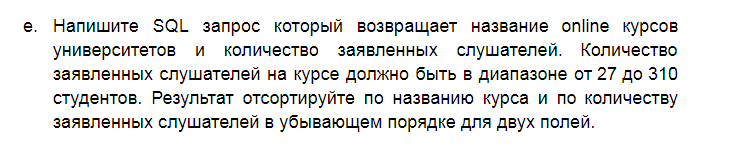 e. Напишите SQL запрос который возвращает название online курсов
университетов и количество заявленных слушателей. Количество
заявленных слушателей на курсе должно быть в диапазоне от 27 до 310
студентов. Результат отсортируйте по названию курса и по количеству
заявленных слушателей в убывающем порядке для двух полей.